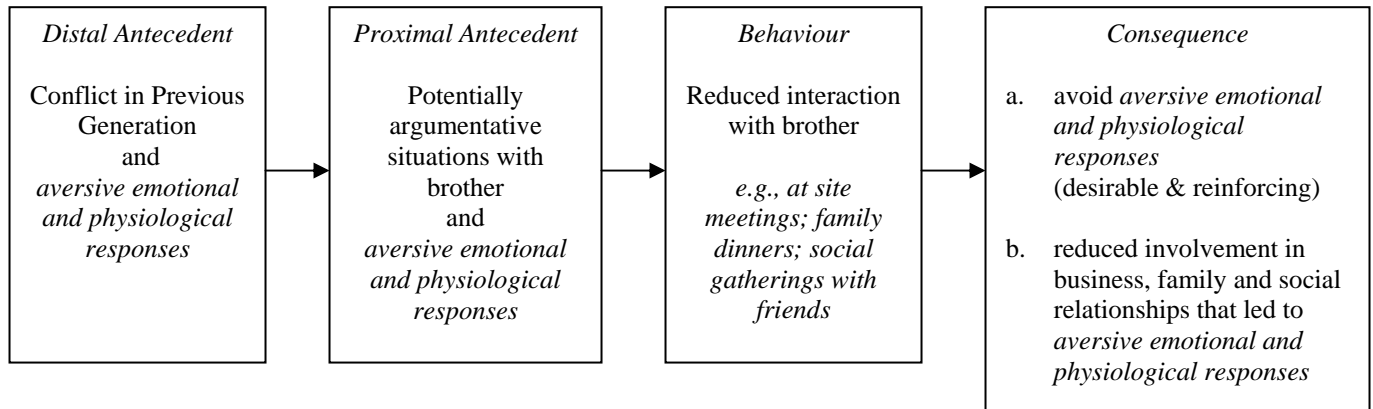 Distal Antecedent
Conflict in Previous
Generation
and
aversive emotional
and physiological
responses
Proximal Antecedent
Potentially
argumentative
situations with
brother
and
aversive emotional
and physiological
responses
Behaviour
Reduced interaction
with brother
e.g., at site
meetings; family
dinners; social
gatherings with
friends
Consequence
a. avoid aversive emotional
and physiological
responses
(desirable & reinforcing)
b. reduced involvement in
business, family and social
relationships that led to
aversive emotional and
physiological responses